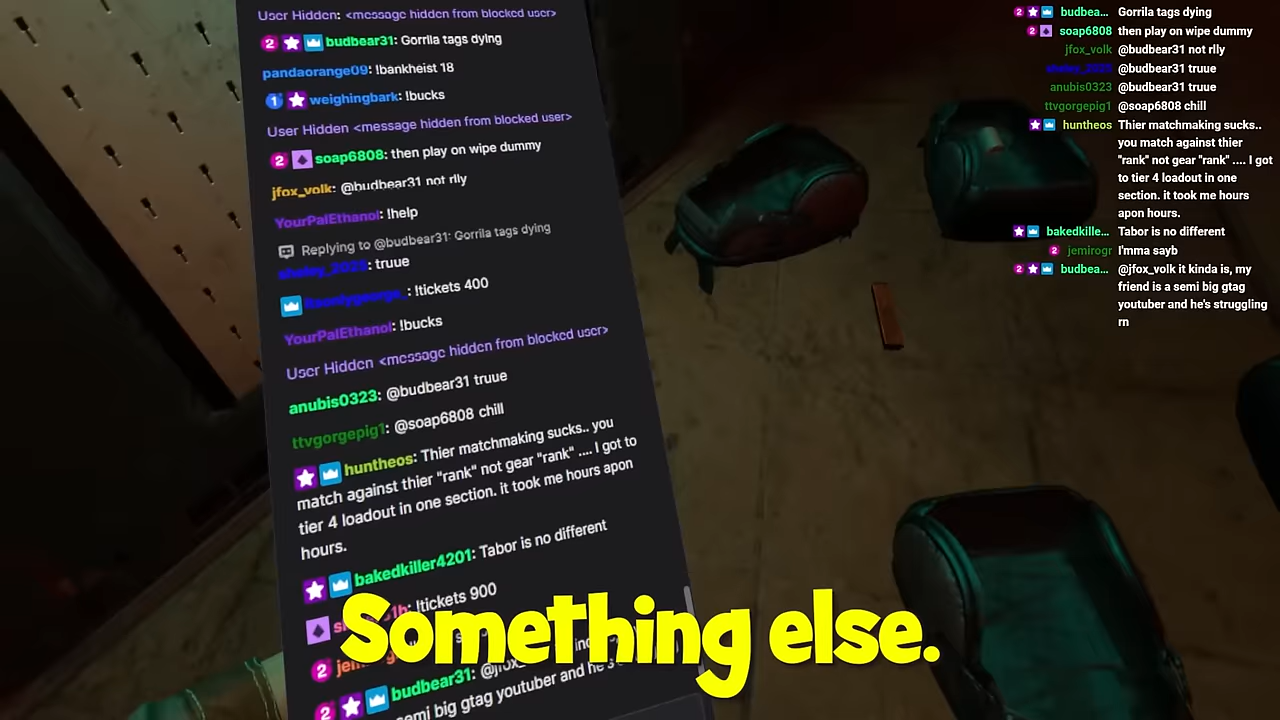 User Hidden: <message hidden from blocked user>
budbear31: Gorrila tags dying
pandaorange09: !bankheist 18
weighingbark: !bucks
User Hidden <message hidden from blocked user>
soap6808: then play on wipe dummy
jfox_volk: @budbear31 not rlly
YourPalEthanol: !help
Replying to @budbear31: Gorrila tags dying
: truue
: !tickets 400
YourPalEthanol: !bucks
User Hidden <message hidden from blocked user>
anubis0323: @budbear31 truue
ttvgorgepig1: @soap6808 chill
huntheos: Thier matchmaking sucks.. you
match against thier "rank" not gear "rank" .... I got to
tier 4 loadout in one section. it took me hours apon
hours.
bakedkiller4201: Tabor is no different
!tickets 900
budbear31:
semi big gtag youtuber and he's
Something else.
2 budbea... Gorrila tags dying
2 soap6808 then play on wipe dummy
jfox_volk @budbear31 not rlly
@budbear31 truue
anubis0323 @budbear31 truue
ttvgorgepig1 @soap6808 chill
huntheos Thier matchmaking sucks..
you match against thier
"rank" not gear "rank" .... I got
to tier 4 loadout in one
section. it took me hours
apon hours.
bakedkille... Tabor is no different
2 jemirogr I'mma sayb
2 budbea... @jfox_volk it kinda is, my
friend is a semi big gtag
youtuber and he's struggling
rn